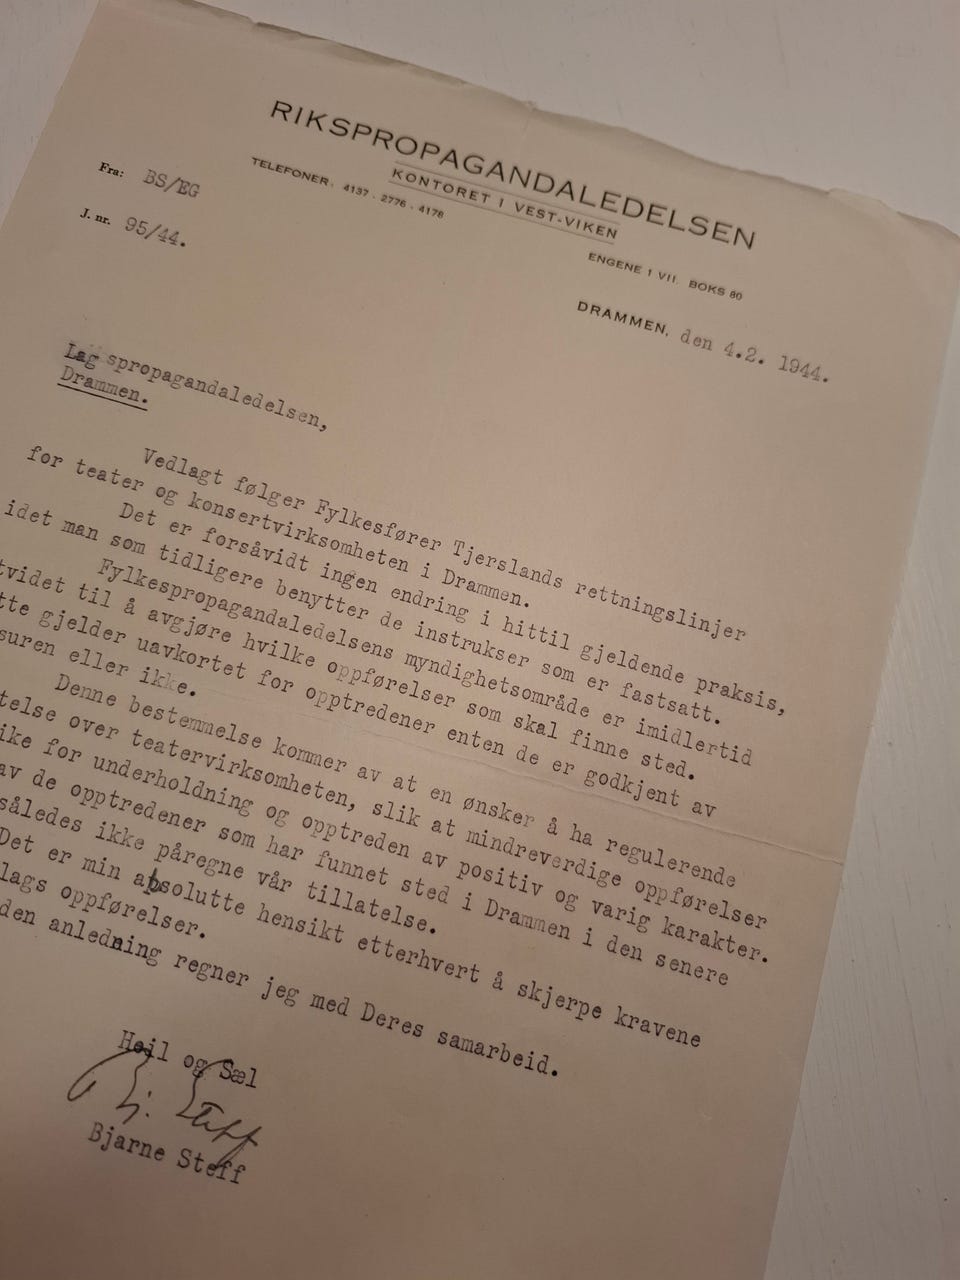 RIKSPROPAGANDALEDELSEN
KONTORET I VEST-VIKEN
TELEFONER: 4137 . 2776 . 4178
Fra: BS/EG
J. nr. 95/44.
ENGENE 1 VII. BOKS 80
DRAMMEN, den 4.2. 1944.
Lagspropagandaledelsen,
Drammen.
Vedlagt følger Fylkesfører Tjerslands rettningslinjer
for teater og konsertvirksomheten i Drammen.
Det er forsåvidt ingen endring i hittil gjeldende praksis,
idet man som tidligere benytter de instrukser som er fastsatt.
Fylkespropagandaledelsens myndighetsområde er imidlertid
tvidet til å avgjøre hvilke oppførelser som skal finne sted.
tte gjelder uavkortet for opptredener enten de er godkjent av
suren eller ikke.
Denne bestemmelse kommer av at en ønsker å ha regulerende
telse over teatervirksomheten, slik at mindreverdige oppførelser
ike for underholdning og opptreden av positiv og varig karakter.
av de opptredener som har funnet sted i Drammen i den senere
således ikke påregne vår tillatelse.
Det er min absolutte hensikt etterhvert å skjerpe kravene
lags oppførelser.
den anledning regner jeg med Deres samarbeid.
Heil og Sæl
Bj. Steff
Bjarne Steff